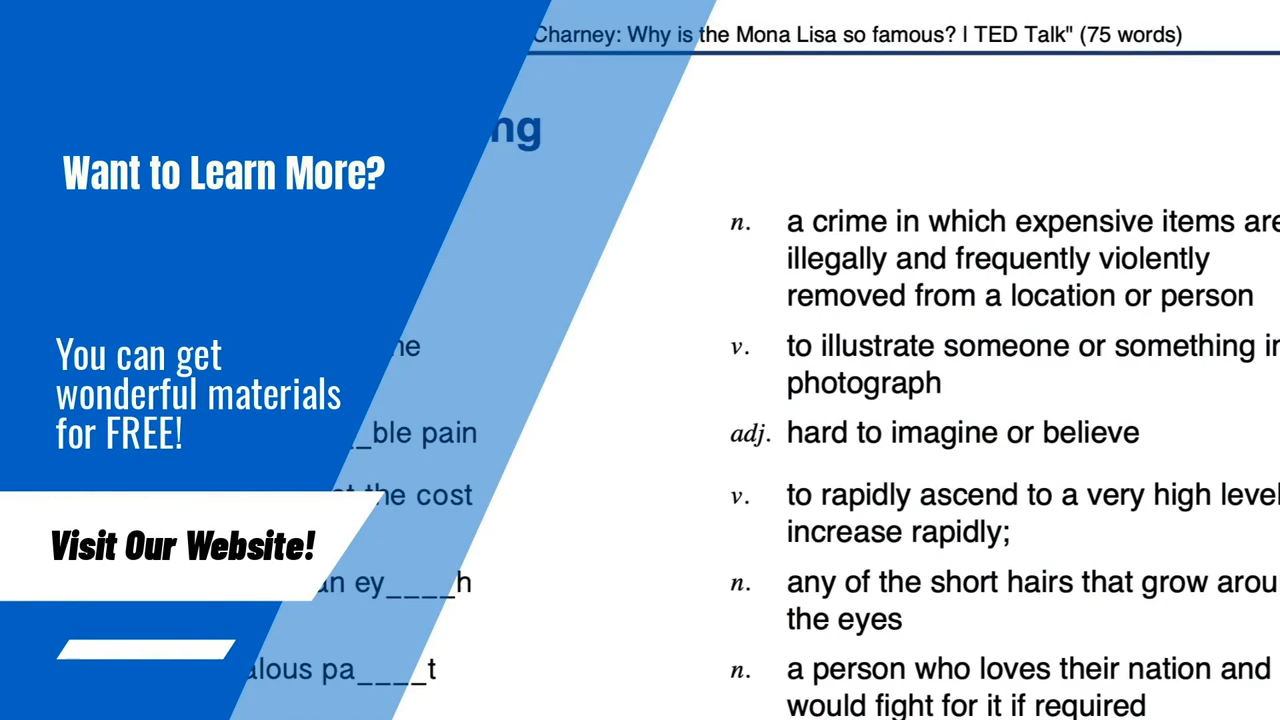 Charney: Why is the Mona Lisa so famous? | TED Talk" (75 words)
ng
Want to Learn More?
You can get
wonderful materials
for FREE!
Visit Our Website!
n. a crime in which expensive items are
illegally and frequently violently
removed from a location or person
he
v. to illustrate someone or something in
photograph
_ble pain
adj. hard to imagine or believe
the cost
v. to rapidly ascend to a very high level
increase rapidly;
an ey____h
n. any of the short hairs that grow arou
the eyes
alous pa____t
n. a person who loves their nation and
would fight for it if required